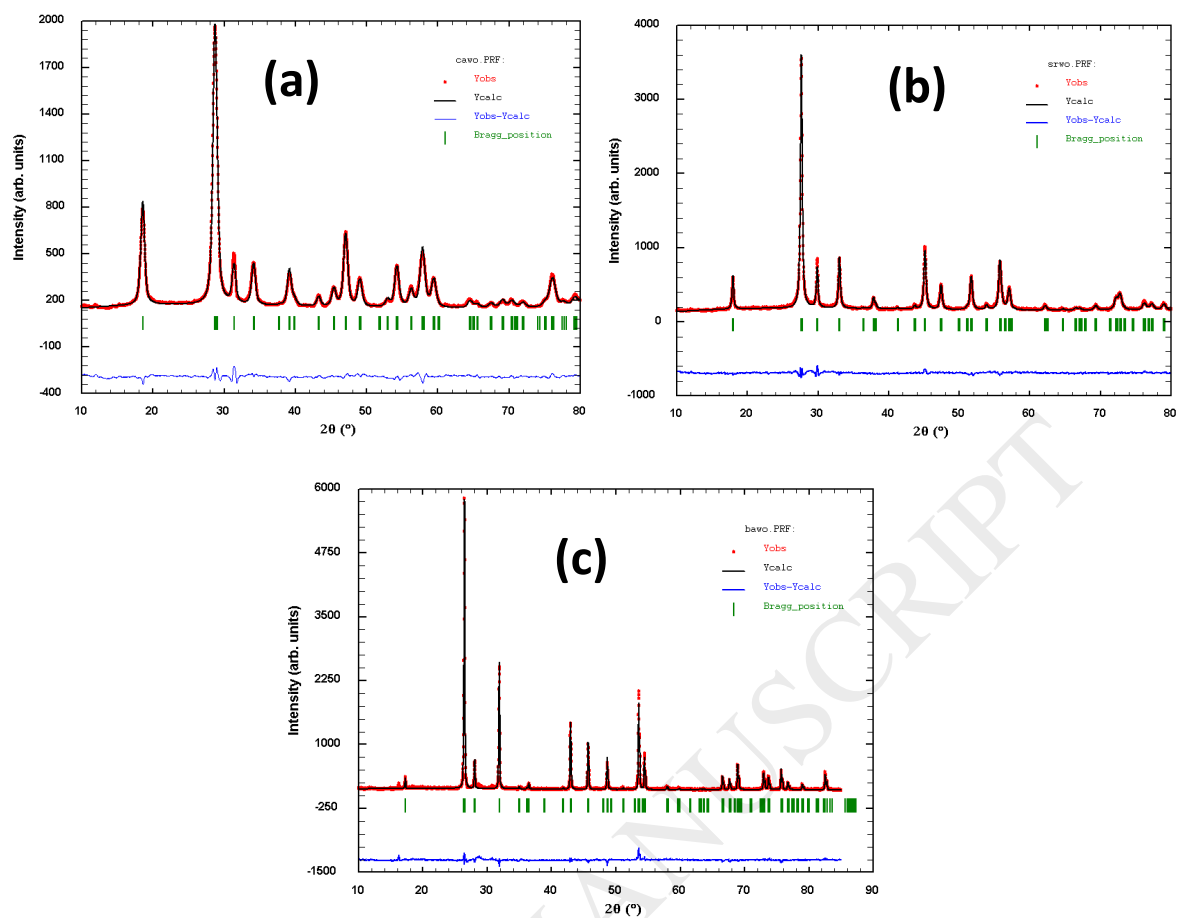 (a)
cawo.PRF:
Yobs
Ycalc
Yobs-Ycalc
Bragg_position
Intensity (arb. units)
2000
1700
1400
1100
800
500
200
-100
-400
10 20 30 40 50 60 70 80
2θ (°)
(b)
srwo.PRF:
Yobs
Ycalc
Yobs-Ycalc
Bragg_position
Intensity (arb. units)
4000
3000
2000
1000
0
-1000
10 20 30 40 50 60 70 80
2θ (°)
(c)
bawo.PRF:
Yobs
Ycalc
Yobs-Ycalc
Bragg_position
Intensity (arb. units)
6000
4750
3500
2250
1000
-250
-1500
10 20 30 40 50 60 70 80 90
2θ (°)
MANUSCRIPT